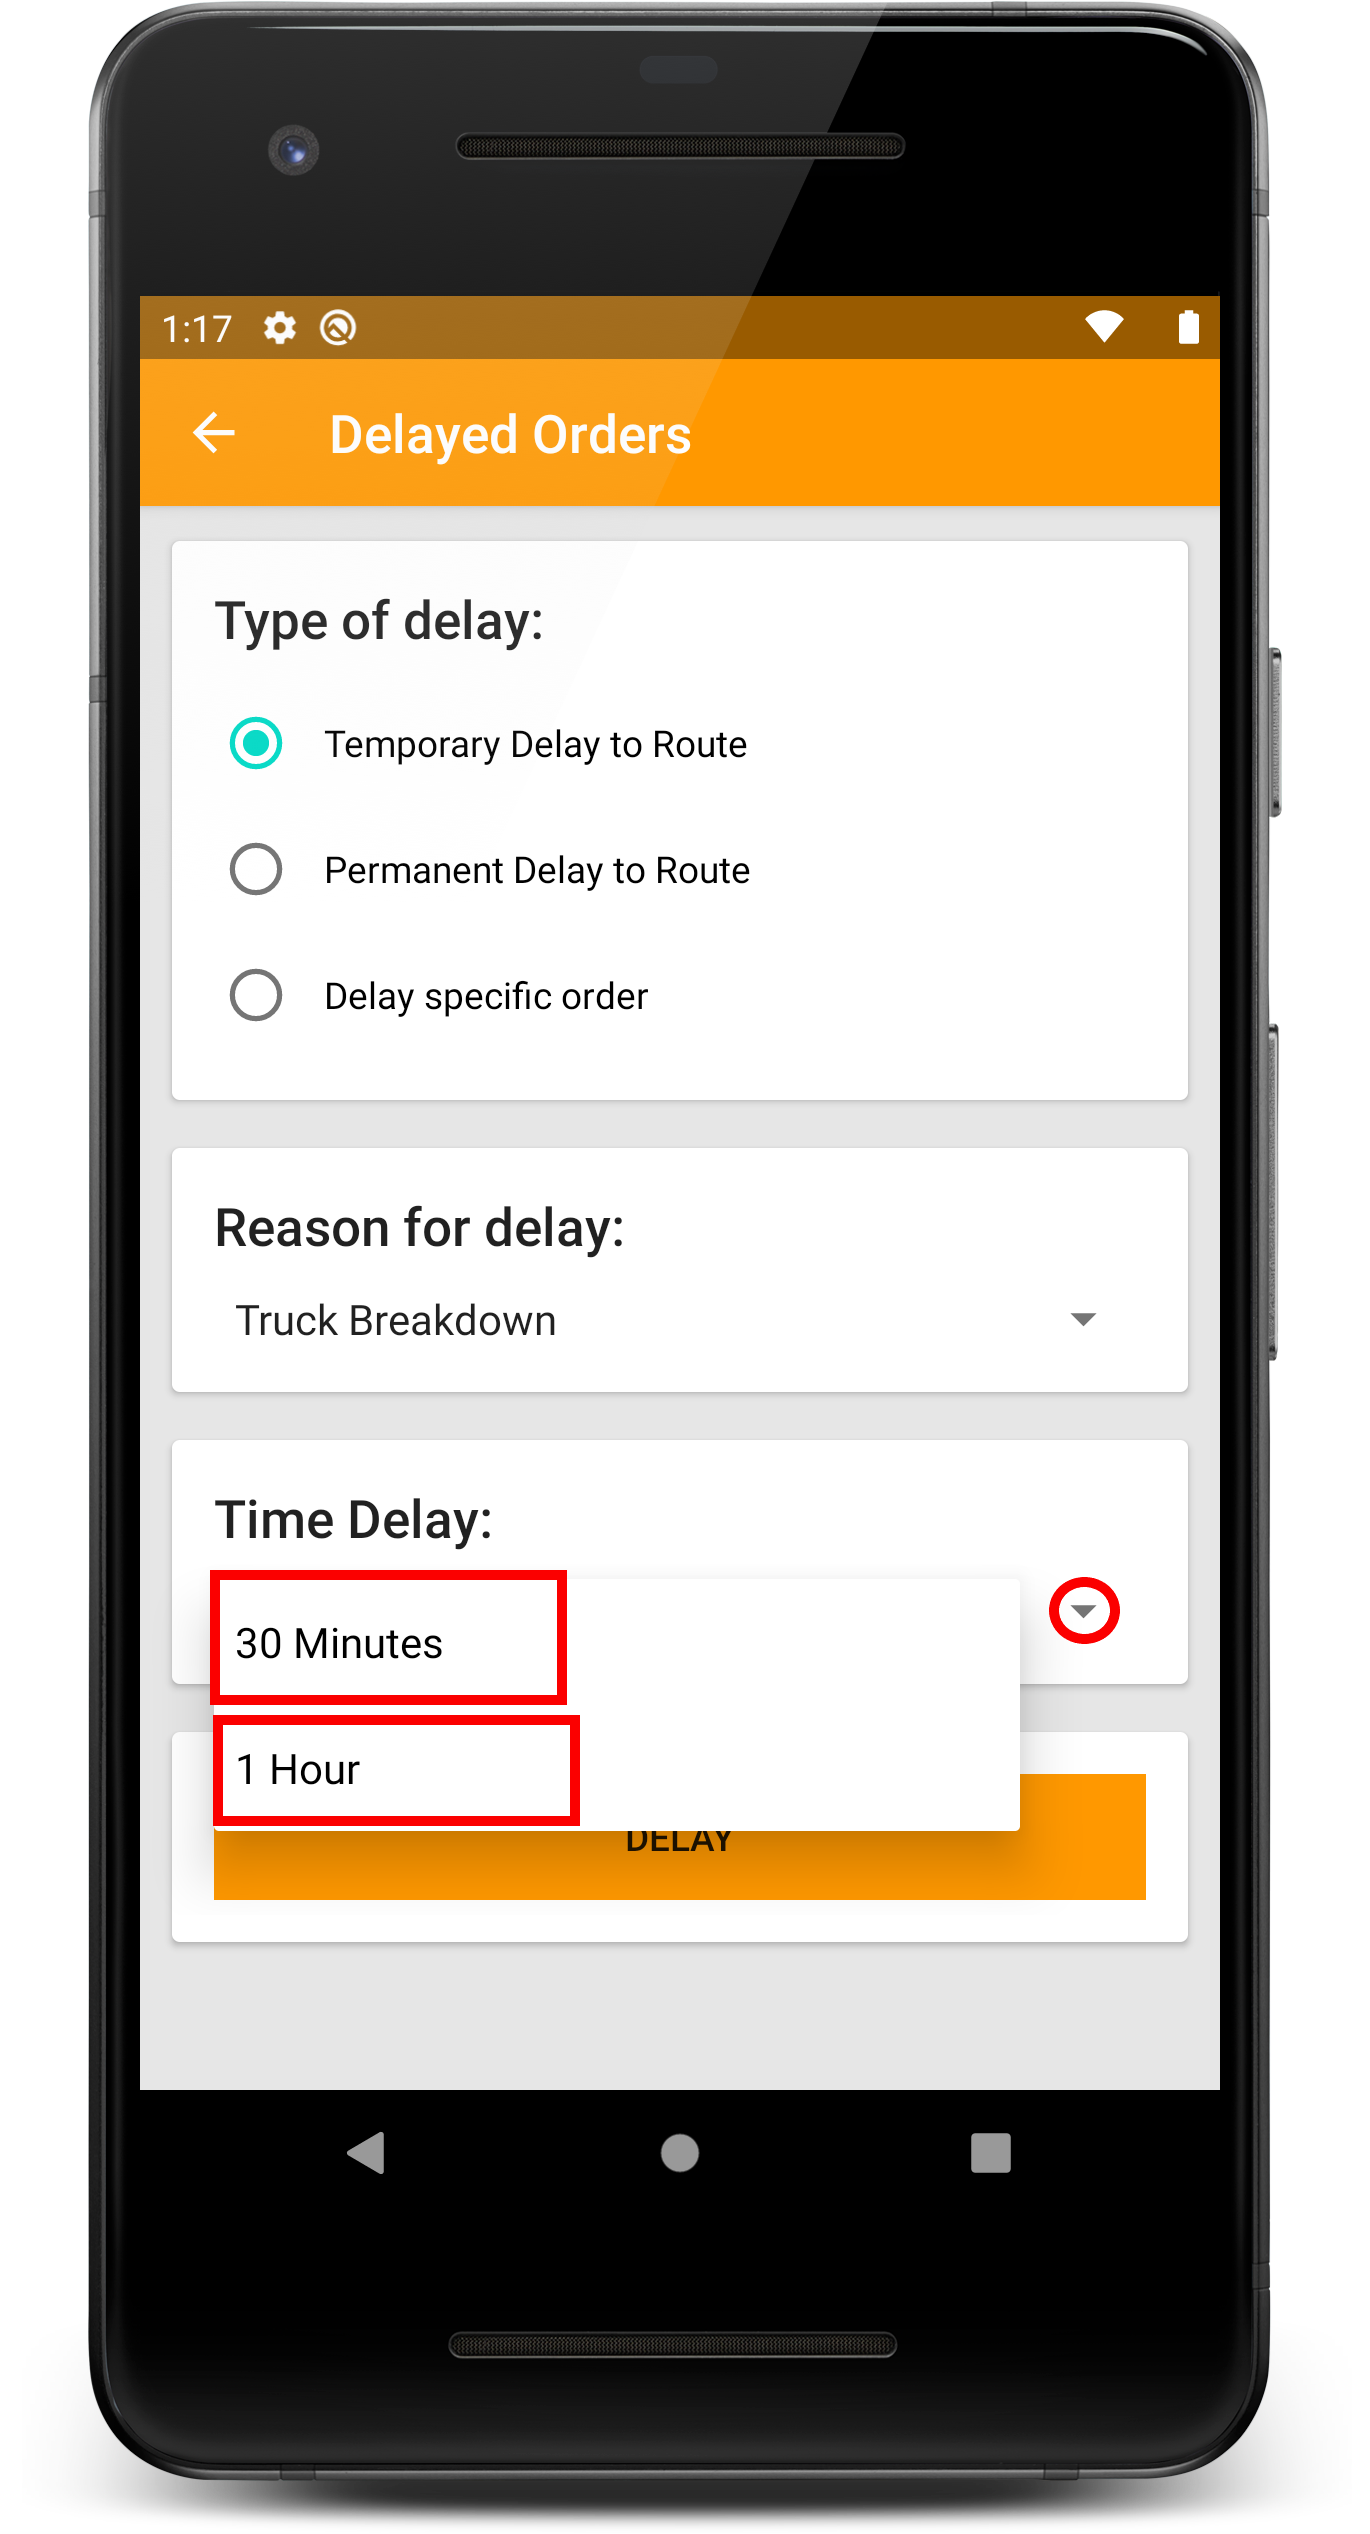 1:17
Delayed Orders
Type of delay:
Temporary Delay to Route
Permanent Delay to Route
Delay specific order
Reason for delay:
Truck Breakdown
Time Delay:
30 Minutes
1 Hour
DELAY